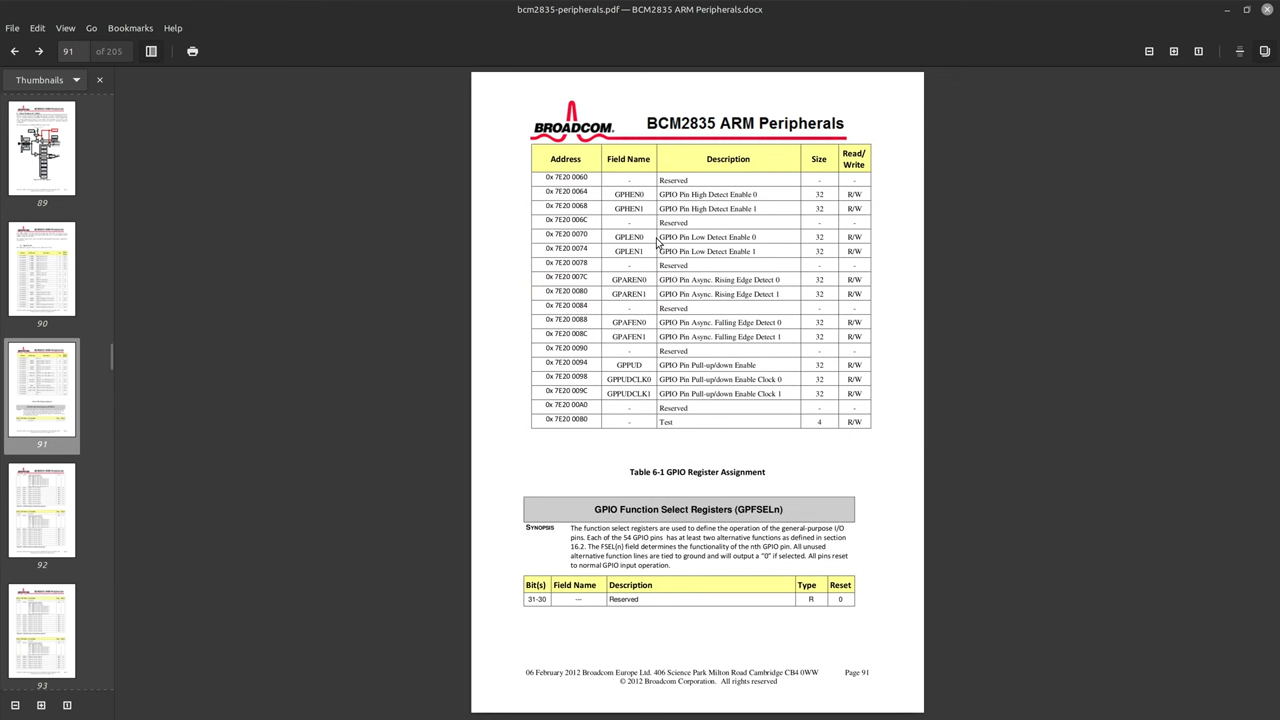 bcm2835-peripherals.pdf — BCM2835 ARM Peripherals.docx
File Edit View Go Bookmarks Help
91 of 205
Thumbnails
89
90
91
92
93
BROADCOM. BCM2835 ARM Peripherals
Address Field Name Description Size Read/
Write
0x 7E20 0060 - Reserved - -
0x 7E20 0064 GPHEN0 GPIO Pin High Detect Enable 0 32 R/W
0x 7E20 0068 GPHEN1 GPIO Pin High Detect Enable 1 32 R/W
0x 7E20 006C - Reserved - -
0x 7E20 0070 GPLEN0 GPIO Pin Low Detect Enable 0 32 R/W
0x 7E20 0074 GPLEN1 GPIO Pin Low Detect Enable 1 32 R/W
0x 7E20 0078 - Reserved - -
0x 7E20 007C GPAREN0 GPIO Pin Async. Rising Edge Detect 0 32 R/W
0x 7E20 0080 GPAREN1 GPIO Pin Async. Rising Edge Detect 1 32 R/W
0x 7E20 0084 - Reserved - -
0x 7E20 0088 GPAFEN0 GPIO Pin Async. Falling Edge Detect 0 32 R/W
0x 7E20 008C GPAFEN1 GPIO Pin Async. Falling Edge Detect 1 32 R/W
0x 7E20 0090 - Reserved - -
0x 7E20 0094 GPPUD GPIO Pin Pull-up/down Enable 32 R/W
0x 7E20 0098 GPPUDCLK0 GPIO Pin Pull-up/down Enable Clock 0 32 R/W
0x 7E20 009C GPPUDCLK1 GPIO Pin Pull-up/down Enable Clock 1 32 R/W
0x 7E20 00A0 - Reserved - -
0x 7E20 00B0 - Test 4 R/W
Table 6-1 GPIO Register Assignment
GPIO Function Select Registers (GPFSELn)
SYNOPSIS The function select registers are used to define the operation of the general-purpose I/O
pins. Each of the 54 GPIO pins has at least two alternative functions as defined in section
16.2. The FSEL(n) field determines the functionality of the nth GPIO pin. All unused
alternative function lines are tied to ground and will output a “0” if selected. All pins reset
to normal GPIO input operation.
Bit(s) Field Name Description Type Reset
31-30 --- Reserved R 0
06 February 2012 Broadcom Europe Ltd. 406 Science Park Milton Road Cambridge CB4 0WW Page 91
© 2012 Broadcom Corporation. All rights reserved